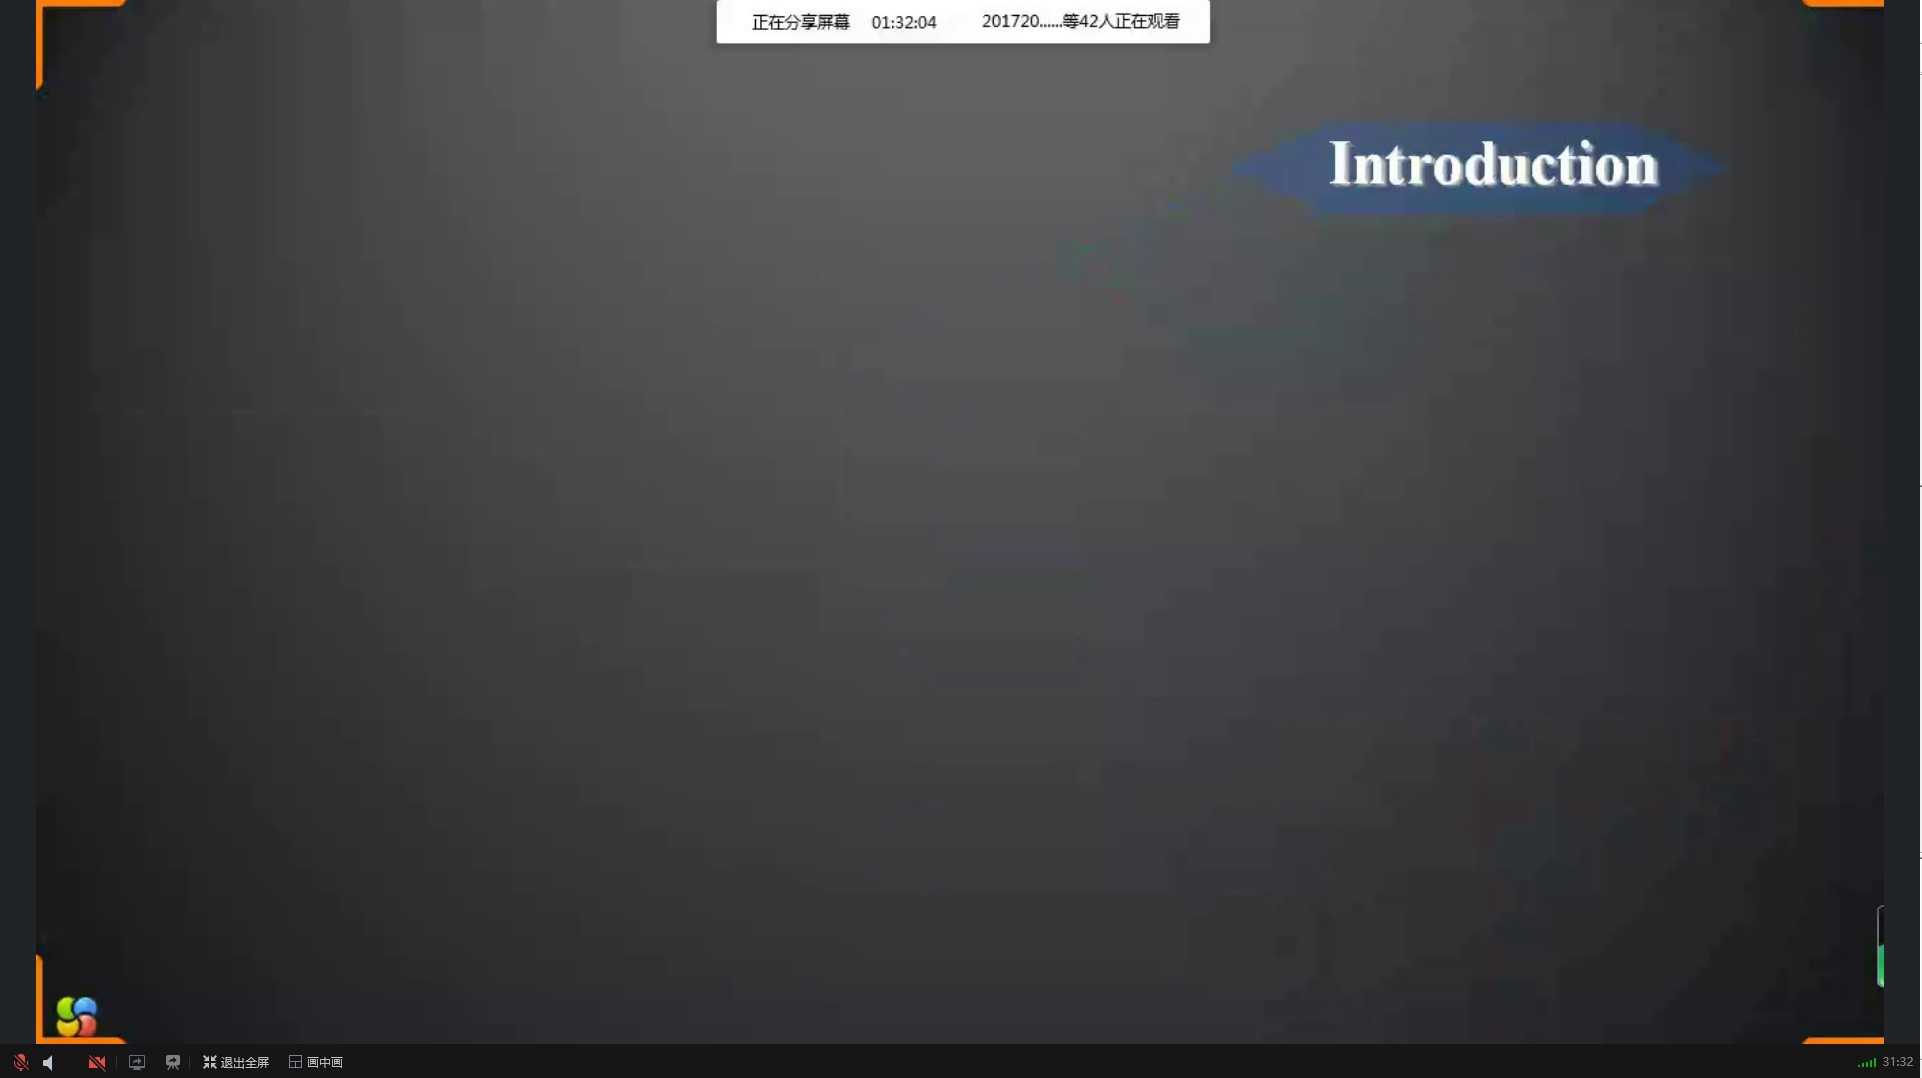 正在分享屏幕 01:32:04 201720......等42人正在观看
Introduction
退出全屏 画中画 31:32